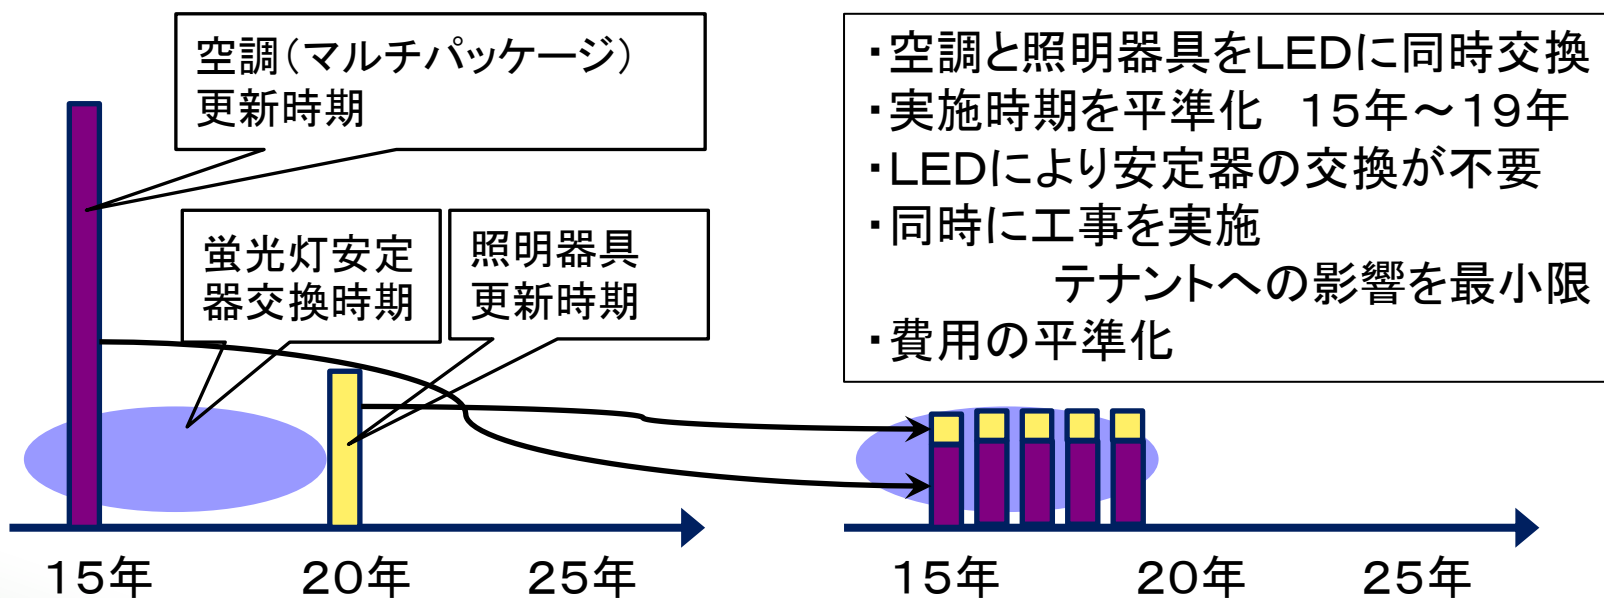 空調（マルチパッケージ）
更新時期
蛍光灯安定
器交換時期
照明器具
更新時期
15年
20年
25年
・空調と照明器具をLEDに同時交換
・実施時期を平準化　15年～19年
・LEDにより安定器の交換が不要
・同時に工事を実施
テナントへの影響を最小限
・費用の平準化
15年
20年
25年